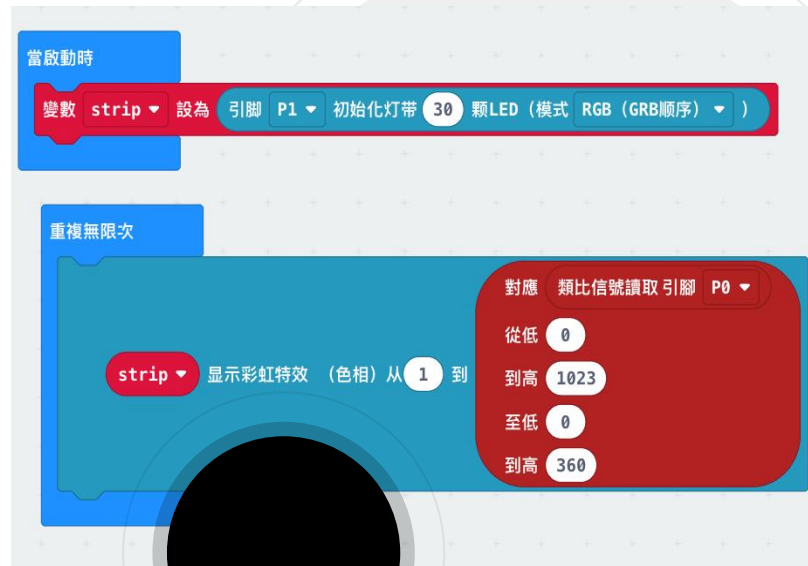 當啟動時
變數 strip 設為 引脚 P1 初始化灯带 30 颗LED (模式 RGB (GRB顺序) )
重複無限次
對應 類比信號讀取 引腳 P0
從低 0
strip 显示彩虹特效 (色相) 从 1 到
到高 1023
至低 0
到高 360